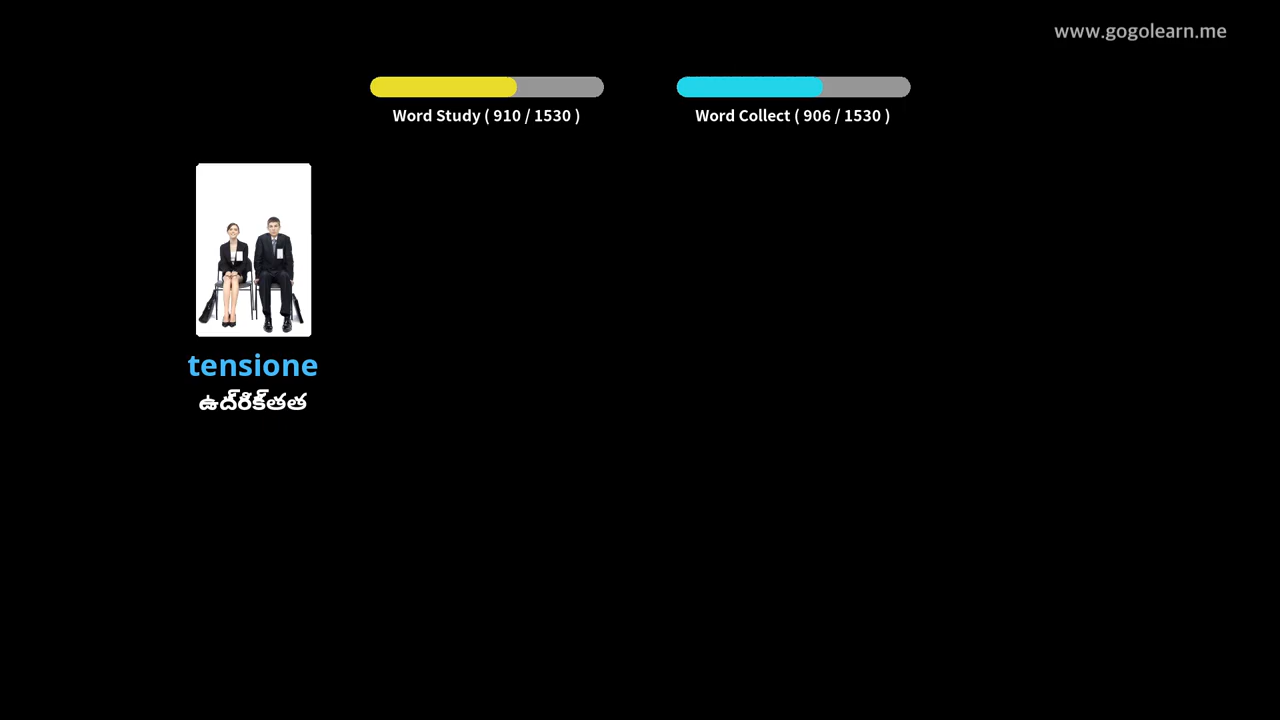 www.gogolearn.me
Word Study ( 910 / 1530 )
Word Collect ( 906 / 1530 )
tensione
ఉద్రిక్తత